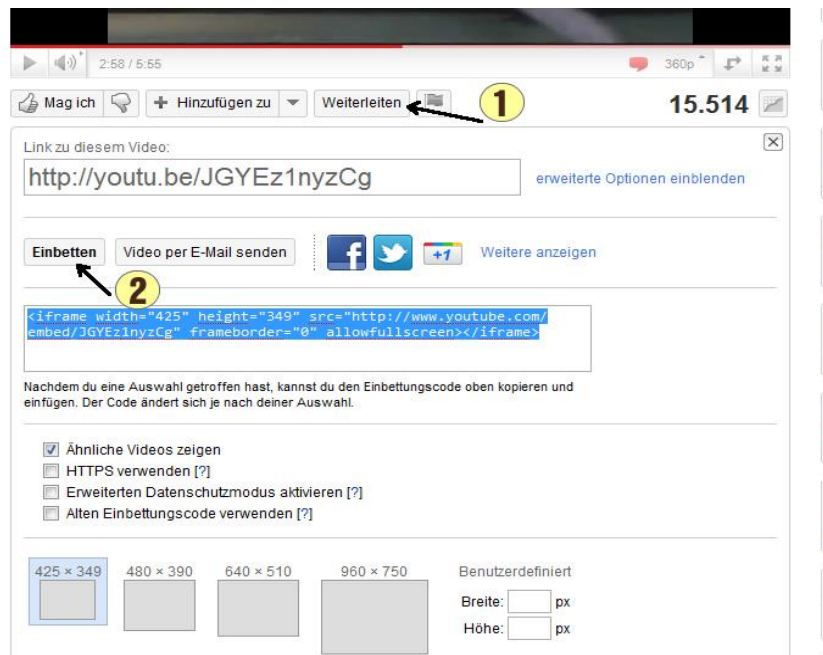 2:58 / 5:55 360p
Mag ich + Hinzufügen zu Weiterleiten 1 15.514
Link zu diesem Video:
http://youtu.be/JGYEz1nyzCg erweiterte Optionen einblenden
Einbetten Video per E-Mail senden f +1 Weitere anzeigen
2
<iframe width="425" height="349" src="http://www.youtube.com/
embed/JGYEz1nyzCg" frameborder="0" allowfullscreen></iframe>
Nachdem du eine Auswahl getroffen hast, kannst du den Einbettungscode oben kopieren und
einfügen. Der Code ändert sich je nach deiner Auswahl.
Ähnliche Videos zeigen
HTTPS verwenden [?]
Erweiterten Datenschutzmodus aktivieren [?]
Alten Einbettungscode verwenden [?]
425 × 349 480 × 390 640 × 510 960 × 750 Benutzerdefiniert
Breite: px
Höhe: px